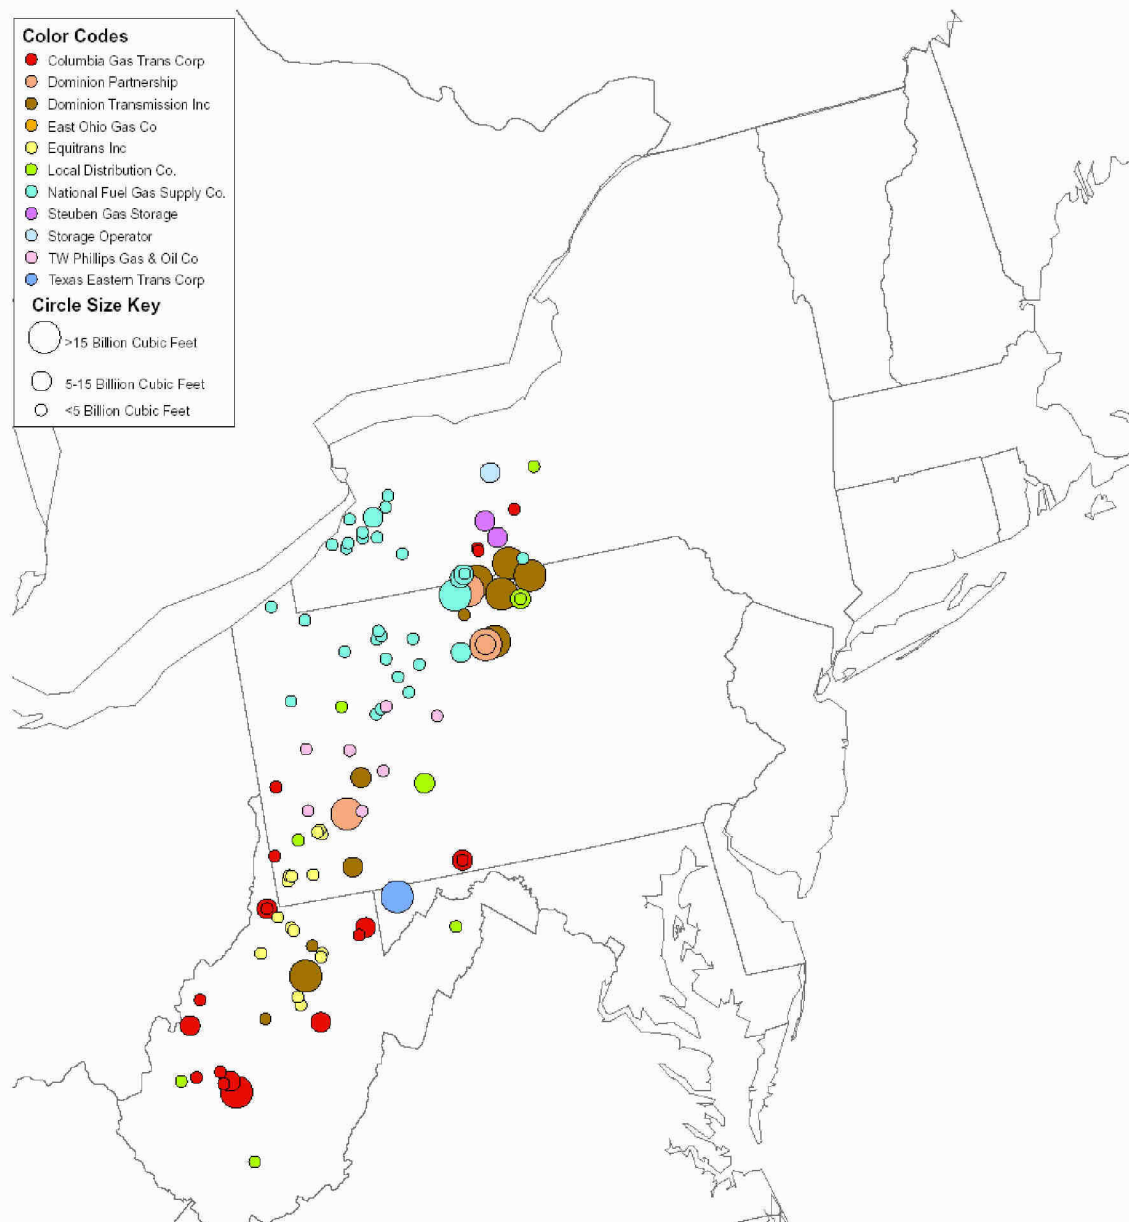 Color Codes
Columbia Gas Trans Corp
Dominion Partnership
Dominion Transmission Inc
East Ohio Gas Co
Equitrans Inc
Local Distribution Co.
National Fuel Gas Supply Co.
Steuben Gas Storage
Storage Operator
TW Phillips Gas & Oil Co
Texas Eastern Trans Corp
Circle Size Key
>15 Billion Cubic Feet
5-15 Billiion Cubic Feet
<5 Billion Cubic Feet